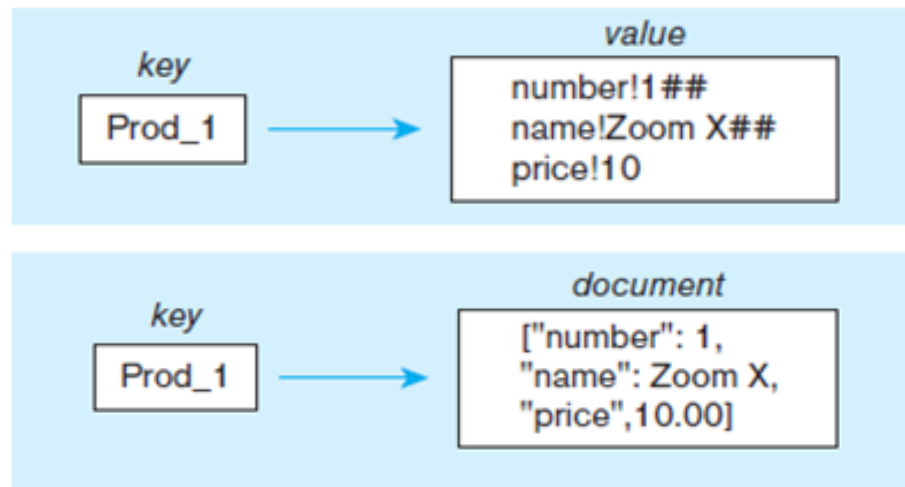 value
key
number!1##
Prod_1
name!Zoom X##
price!10
document
key
["number": 1,
Prod_1
"name": Zoom X,
"price",10.00]